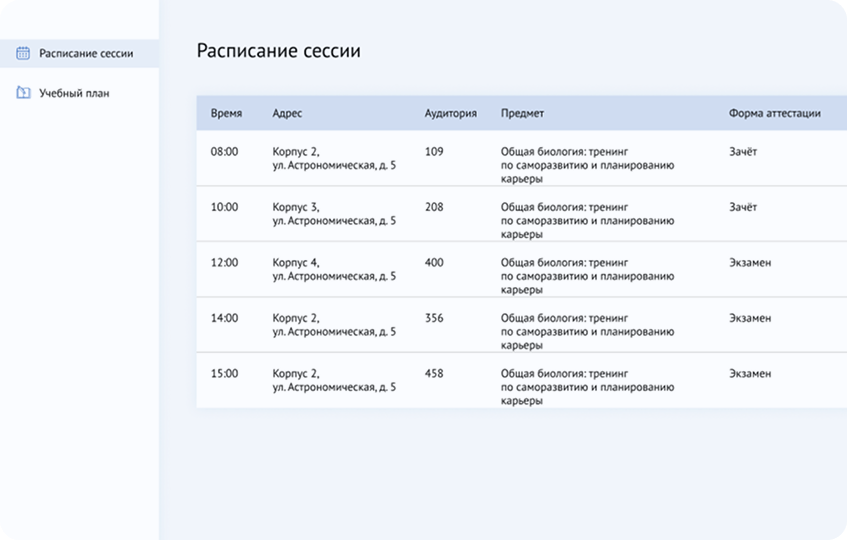 Расписание сессии
Учебный план
Расписание сессии
Время Адрес Аудитория Предмет Форма аттестации
08:00 Корпус 2, 109 Общая биология: тренинг Зачёт
ул. Астрономическая, д. 5 по саморазвитию и планированию
карьеры
10:00 Корпус 3, 208 Общая биология: тренинг Зачёт
ул. Астрономическая, д. 5 по саморазвитию и планированию
карьеры
12:00 Корпус 4, 400 Общая биология: тренинг Экзамен
ул. Астрономическая, д. 5 по саморазвитию и планированию
карьеры
14:00 Корпус 2, 356 Общая биология: тренинг Экзамен
ул. Астрономическая, д. 5 по саморазвитию и планированию
карьеры
15:00 Корпус 2, 458 Общая биология: тренинг Экзамен
ул. Астрономическая, д. 5 по саморазвитию и планированию
карьеры